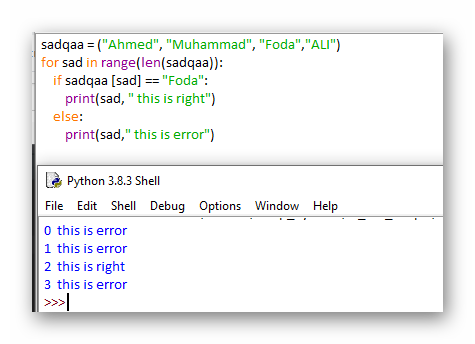 sadqaa = ("Ahmed", "Muhammad", "Foda","ALI")
for sad in range(len(sadqaa)):
    if sadqaa [sad] == "Foda":
        print(sad, " this is right")
    else:
        print(sad," this is error")
Python 3.8.3 Shell
File Edit Shell Debug Options Window Help
0  this is error
1  this is error
2  this is right
3  this is error
>>>